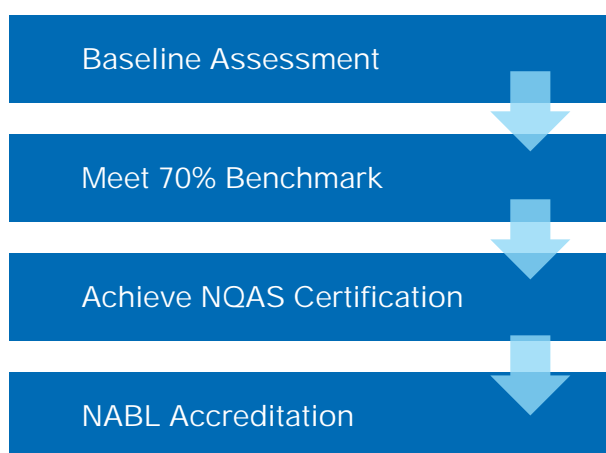 Baseline Assessment
Meet 70% Benchmark
Achieve NQAS Certification
NABL Accreditation